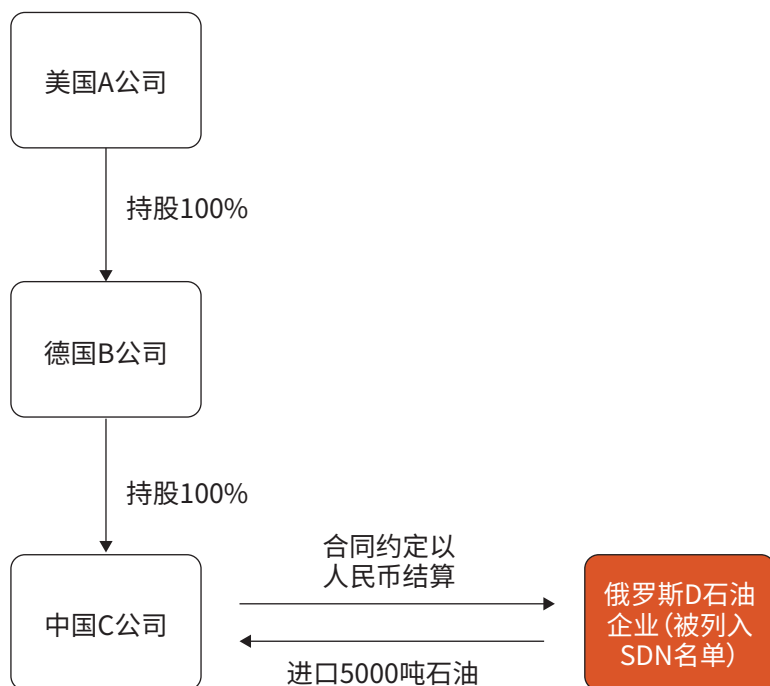 美国A公司
持股100%
德国B公司
持股100%
中国C公司
合同约定以
人民币结算
进口5000吨石油
俄罗斯D石油
企业（被列入
SDN名单）